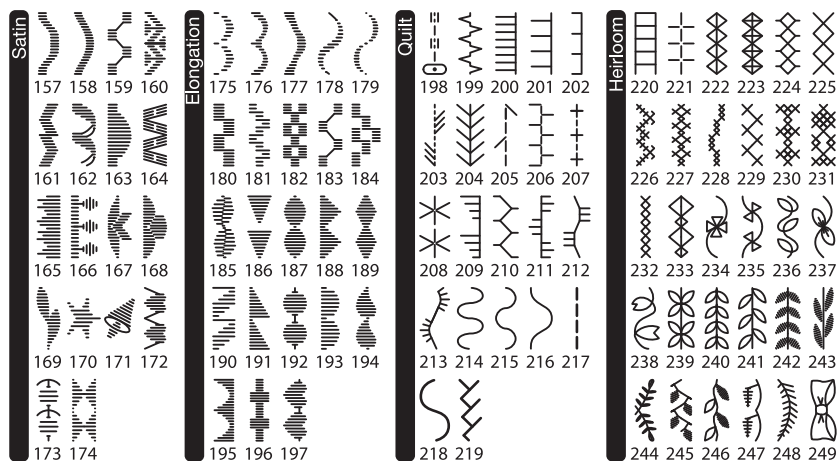 Satin
157 158 159 160
161 162 163 164
165 166 167 168
169 170 171 172
173 174
Elongation
175 176 177 178 179
180 181 182 183 184
185 186 187 188 189
190 191 192 193 194
195 196 197
Quilt
198 199 200 201 202
203 204 205 206 207
208 209 210 211 212
213 214 215 216 217
218 219
Heirloom
220 221 222 223 224 225
226 227 228 229 230 231
232 233 234 235 236 237
238 239 240 241 242 243
244 245 246 247 248 249